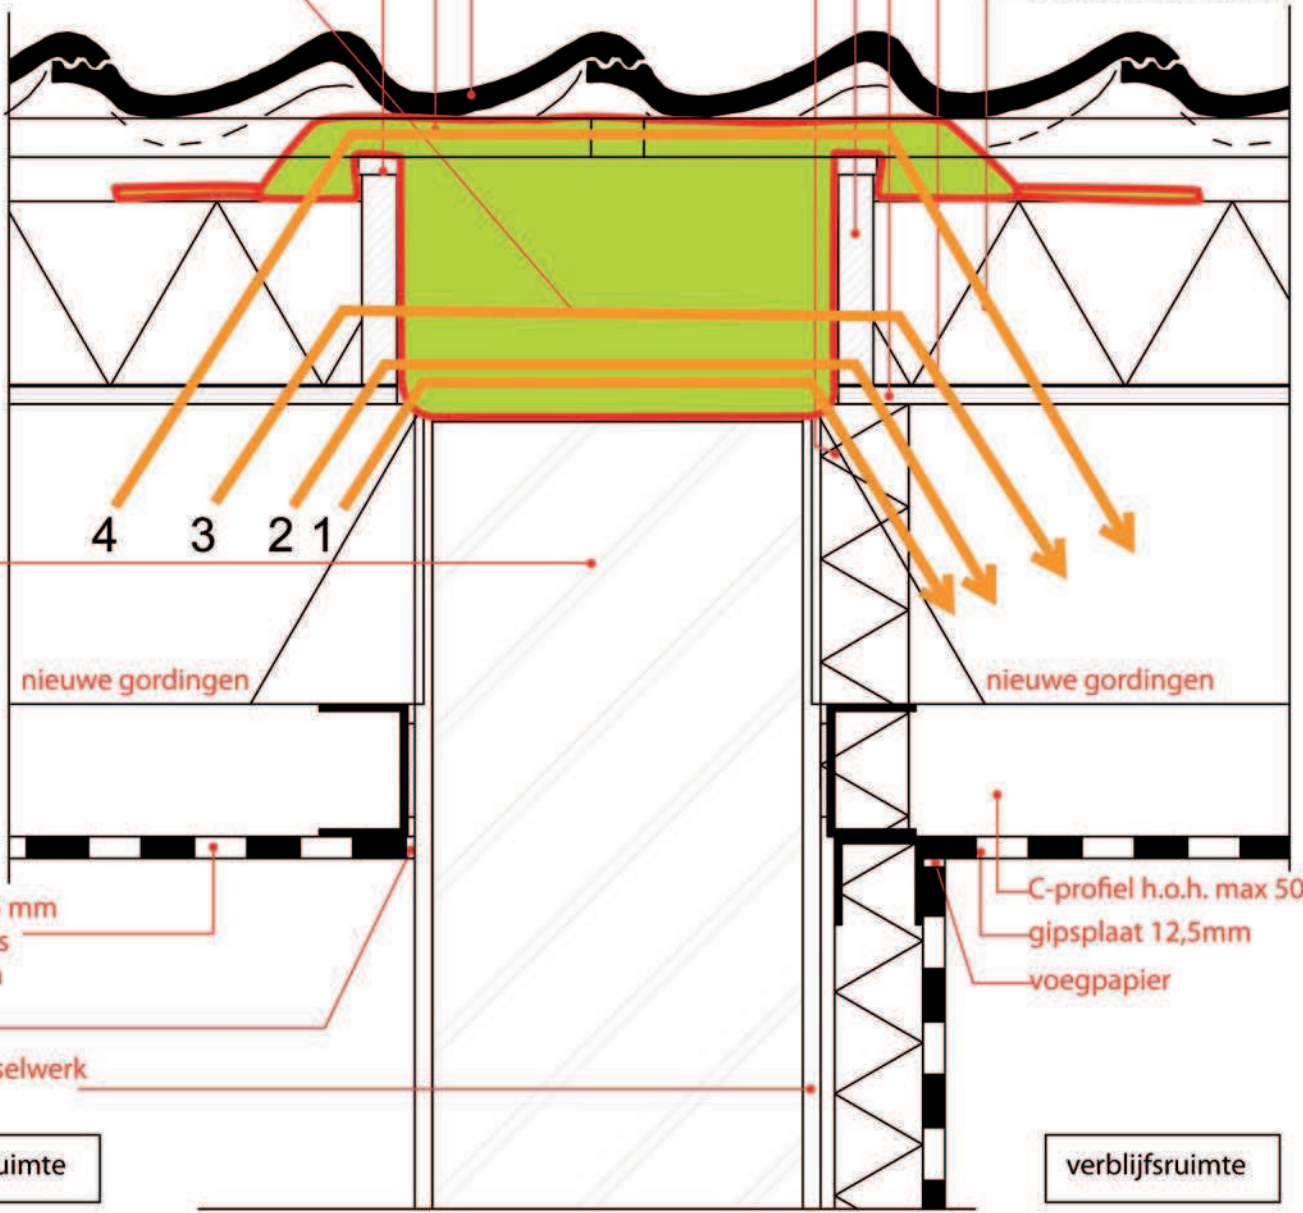 4 3 2 1
nieuwe gordingen
nieuwe gordingen
mm
C-profiel h.o.h. max 50
gipsplaat 12,5mm
voegpapier
selwerk
uimte
verblijfsruimte